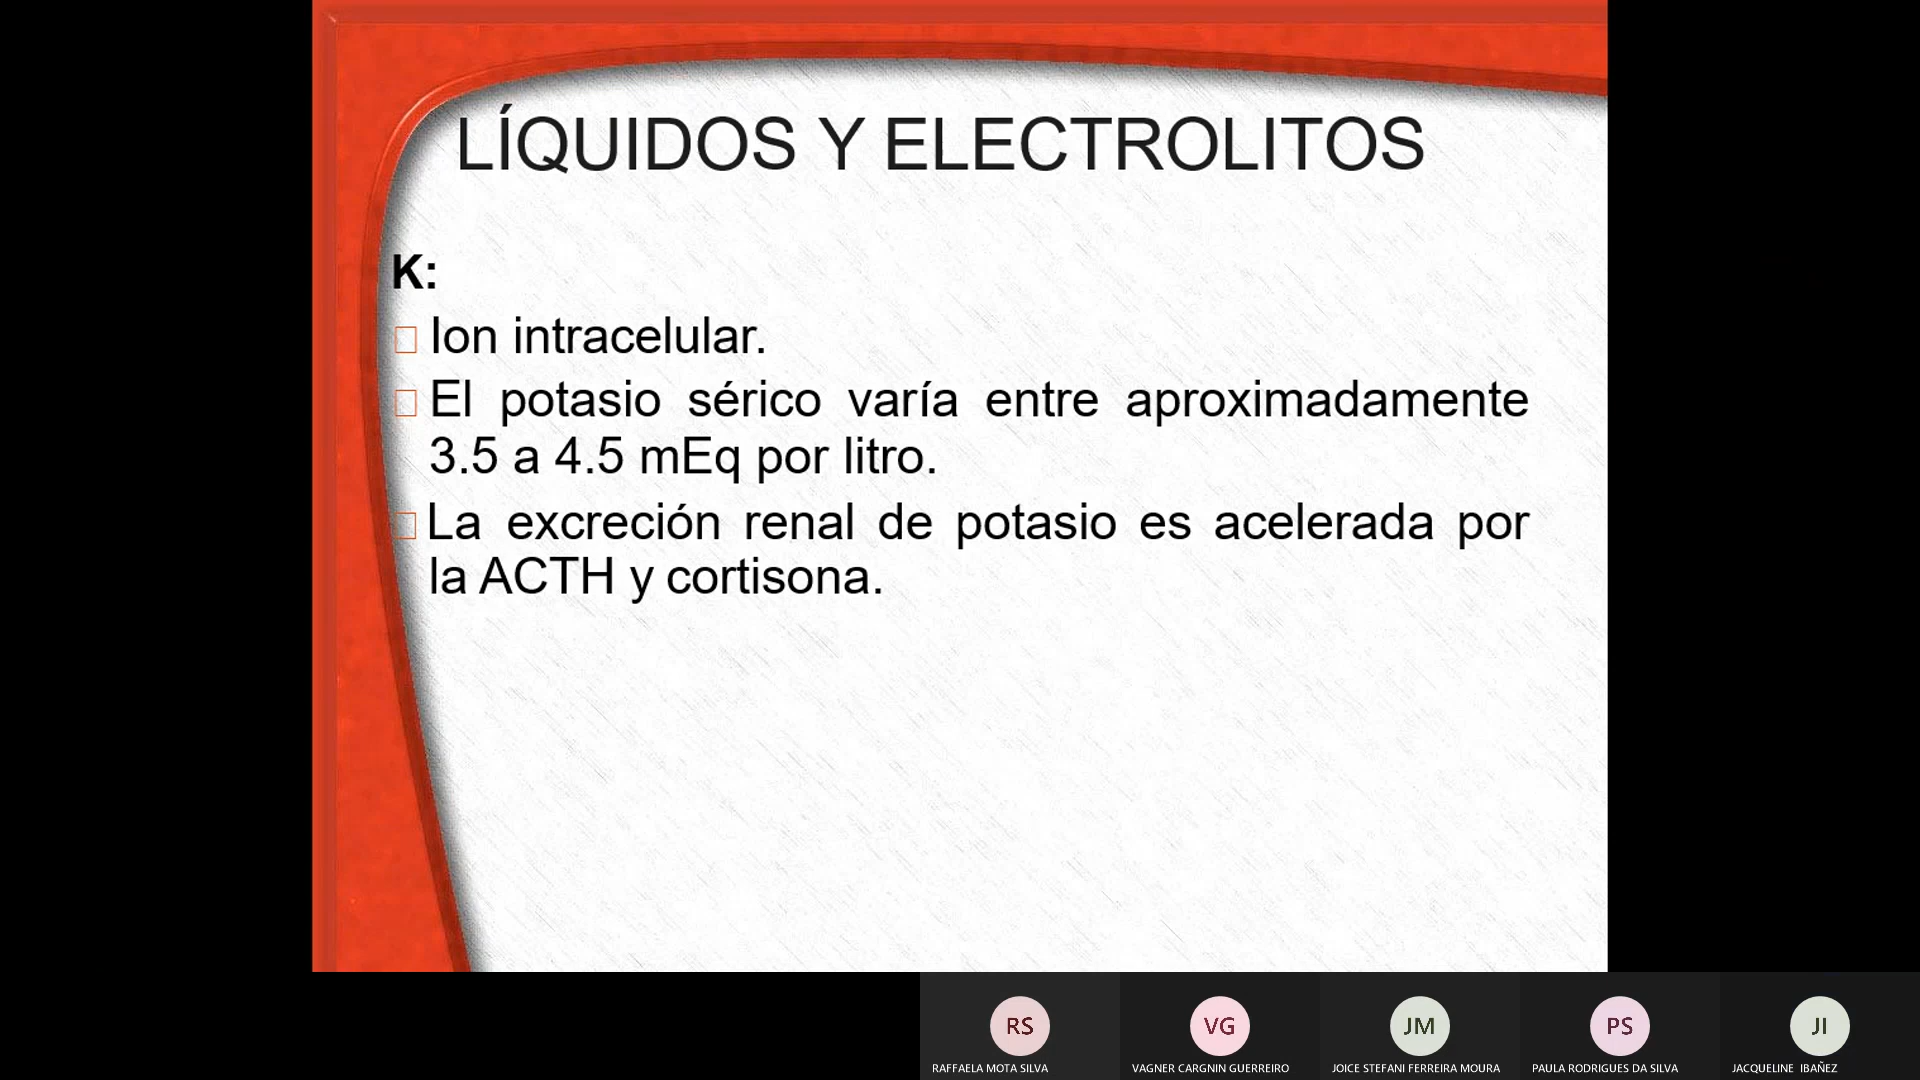 LÍQUIDOS Y ELECTROLITOS
K:
Ion intracelular.
El potasio sérico varía entre aproximadamente
3.5 a 4.5 mEq por litro.
La excreción renal de potasio es acelerada por
la ACTH y cortisona.
RS VG JM PS JI
RAFFAELA MOTA SILVA VAGNER CARGNIN GUERREIRO JOICE STEFANI FERREIRA MOURA PAULA RODRIGUES DA SILVA JACQUELINE IBAÑEZ